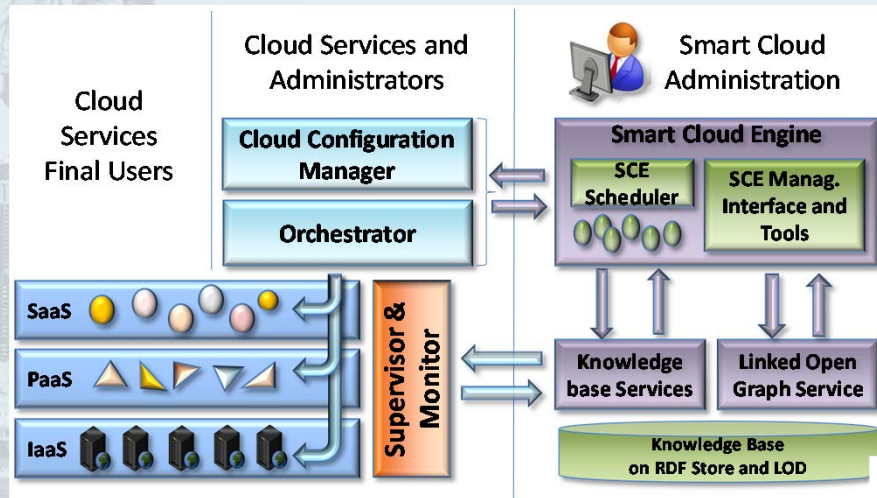 Cloud
Services
Final Users
Cloud Services and
Administrators
Smart Cloud
Administration
Cloud Configuration
Manager
Orchestrator
Smart Cloud Engine
SCE
Scheduler
SCE Manag.
Interface and
Tools
SaaS
PaaS
IaaS
Supervisor &
Monitor
Knowledge
base Services
Linked Open
Graph Service
Knowledge Base
on RDF Store and LOD